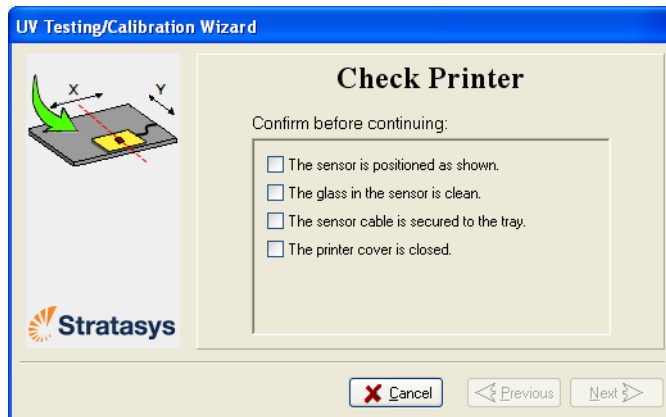 UV Testing/Calibration Wizard
X
Y
Check Printer
Confirm before continuing:
The sensor is positioned as shown.
The glass in the sensor is clean.
The sensor cable is secured to the tray.
The printer cover is closed.
Stratasys
Cancel
Previous
Next